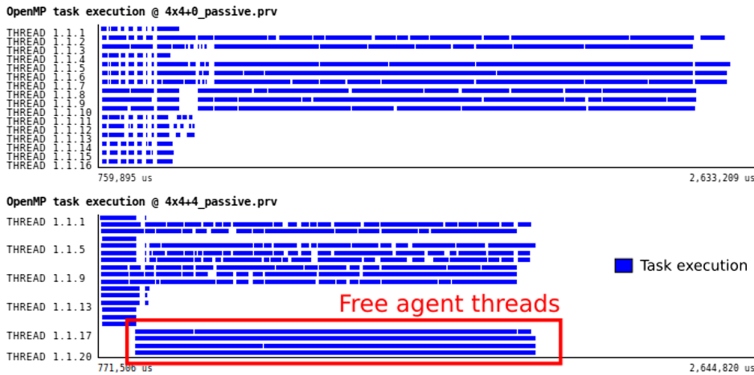 OpenMP task execution @ 4x4+0_passive.prv
THREAD 1.1.1
THREAD 1.1.2
THREAD 1.1.3
THREAD 1.1.4
THREAD 1.1.5
THREAD 1.1.6
THREAD 1.1.7
THREAD 1.1.8
THREAD 1.1.9
THREAD 1.1.10
THREAD 1.1.11
THREAD 1.1.12
THREAD 1.1.13
THREAD 1.1.14
THREAD 1.1.15
THREAD 1.1.16
759,895 us
2,633,209 us
OpenMP task execution @ 4x4+4_passive.prv
THREAD 1.1.1
THREAD 1.1.5
THREAD 1.1.9
THREAD 1.1.13
THREAD 1.1.17
THREAD 1.1.20
Task execution
Free agent threads
771,506 us
2,644,820 us